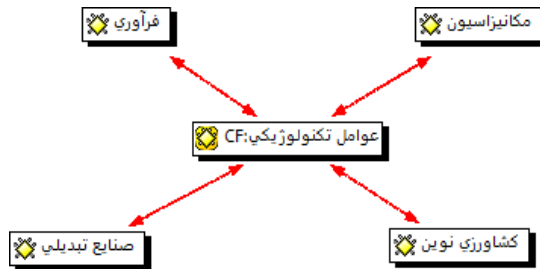 مكانيزاسيون
فرآوري
عوامل تكنولوژيكي:CF
كشاورزي نوين
صنايع تبديلي